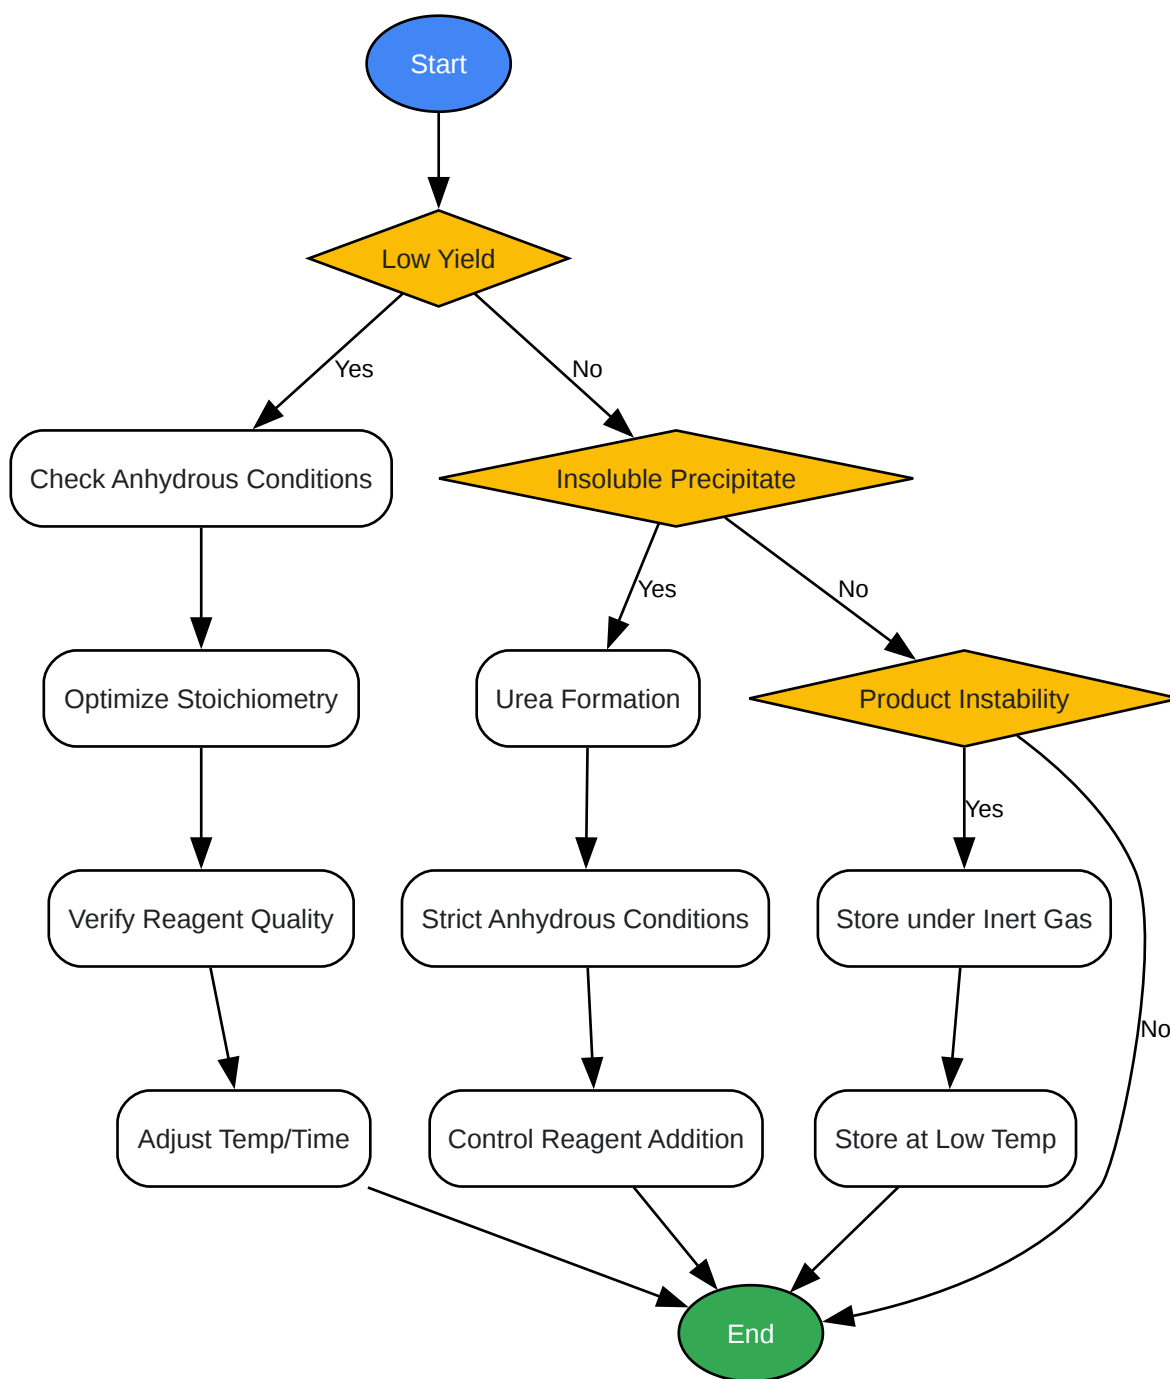 Start
Low Yield
Yes
No
Check Anhydrous Conditions
Insoluble Precipitate
Yes
No
Optimize Stoichiometry
Urea Formation
Product Instability
Yes
Verify Reagent Quality
Strict Anhydrous Conditions
Store under Inert Gas
No
Adjust Temp/Time
Control Reagent Addition
Store at Low Temp
End